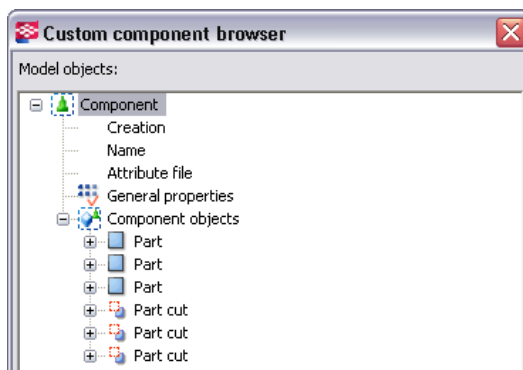 Custom component browser
Model objects:
Component
Creation
Name
Attribute file
General properties
Component objects
Part
Part
Part
Part cut
Part cut
Part cut